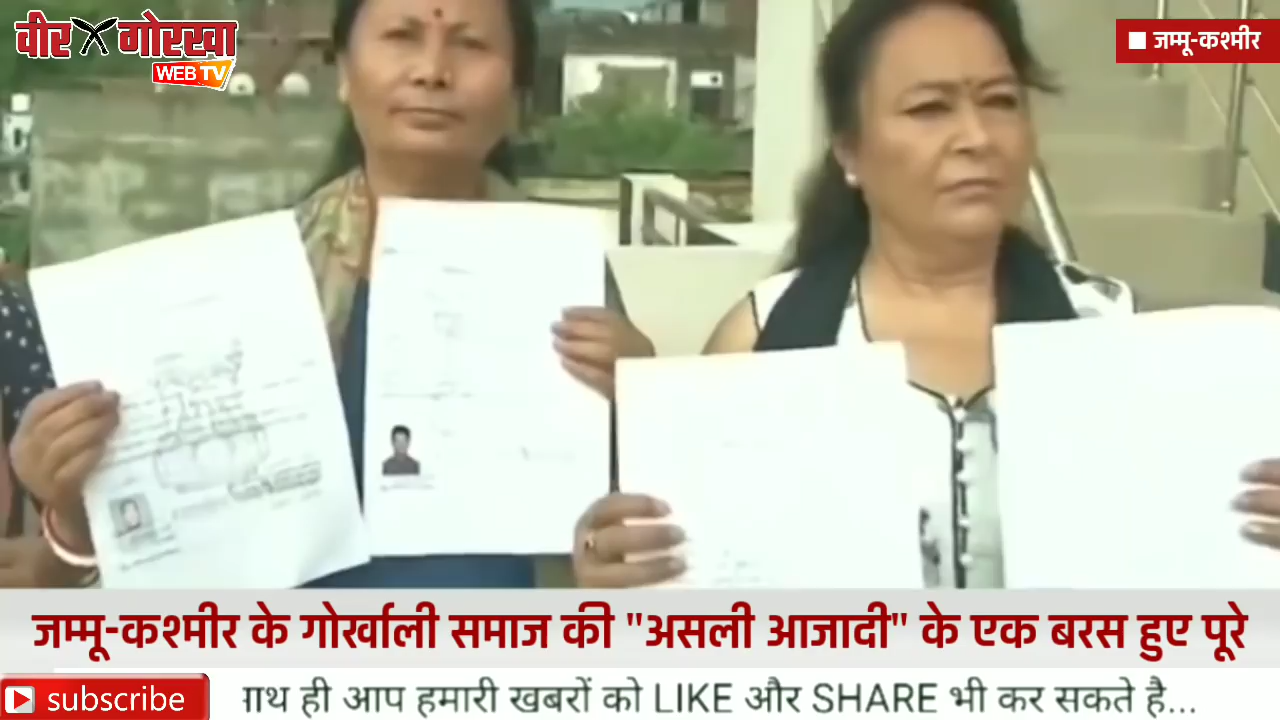 वीर गोरखा
WEB TV
जम्मू-कश्मीर
जम्मू-कश्मीर के गोर्खाली समाज की "असली आजादी" के एक बरस हुए पूरे
subscribe
ही आप हमारी खबरों को LIKE और SHARE भी कर सकते है...